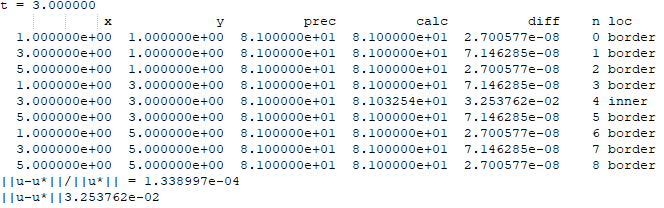 t = 3.000000
x y prec calc diff n loc
1.000000e+00 1.000000e+00 8.100000e+01 8.100000e+01 2.700577e-08 0 border
3.000000e+00 1.000000e+00 8.100000e+01 8.100000e+01 7.146285e-08 1 border
5.000000e+00 1.000000e+00 8.100000e+01 8.100000e+01 2.700577e-08 2 border
1.000000e+00 3.000000e+00 8.100000e+01 8.100000e+01 7.146285e-08 3 border
3.000000e+00 3.000000e+00 8.100000e+01 8.103254e+01 3.253762e-02 4 inner
5.000000e+00 3.000000e+00 8.100000e+01 8.100000e+01 7.146285e-08 5 border
1.000000e+00 5.000000e+00 8.100000e+01 8.100000e+01 2.700577e-08 6 border
3.000000e+00 5.000000e+00 8.100000e+01 8.100000e+01 7.146285e-08 7 border
5.000000e+00 5.000000e+00 8.100000e+01 8.100000e+01 2.700577e-08 8 border
||u-u*||/||u*|| = 1.338997e-04
||u-u*||3.253762e-02